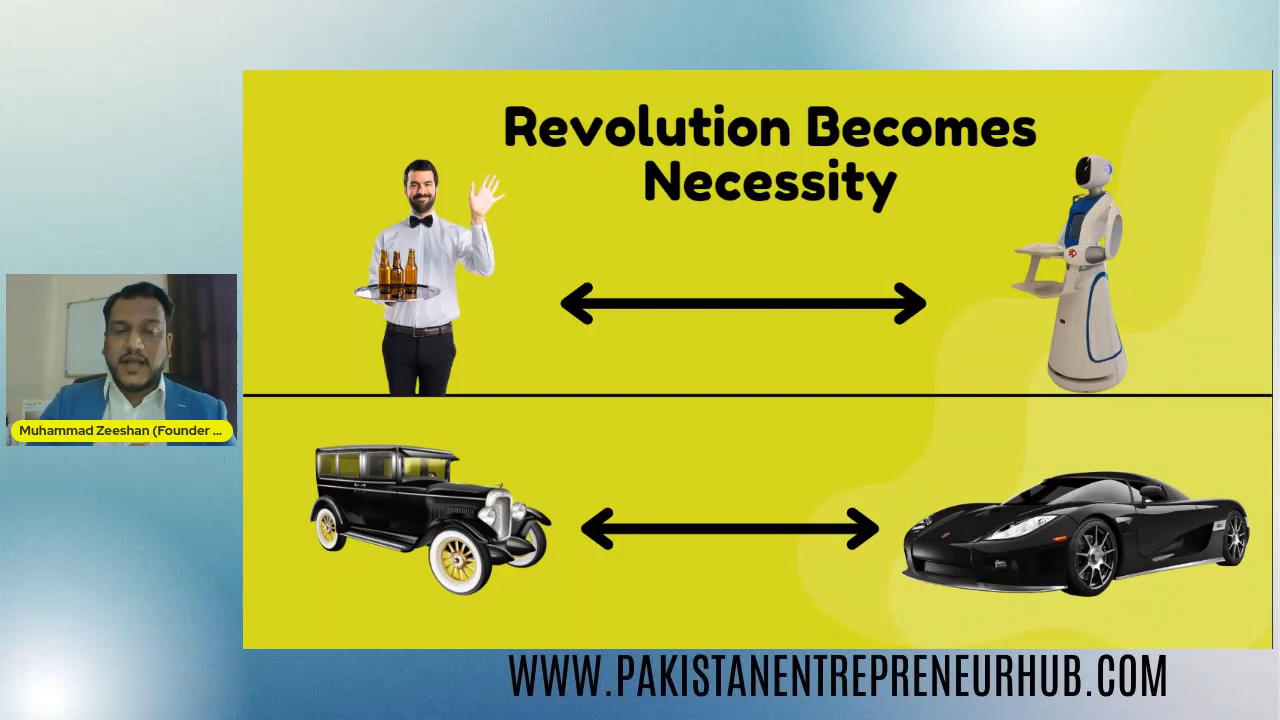 Revolution Becomes
Necessity
Muhammad Zeeshan (Founder ...
WWW.PAKISTANENTREPRENEURHUB.COM